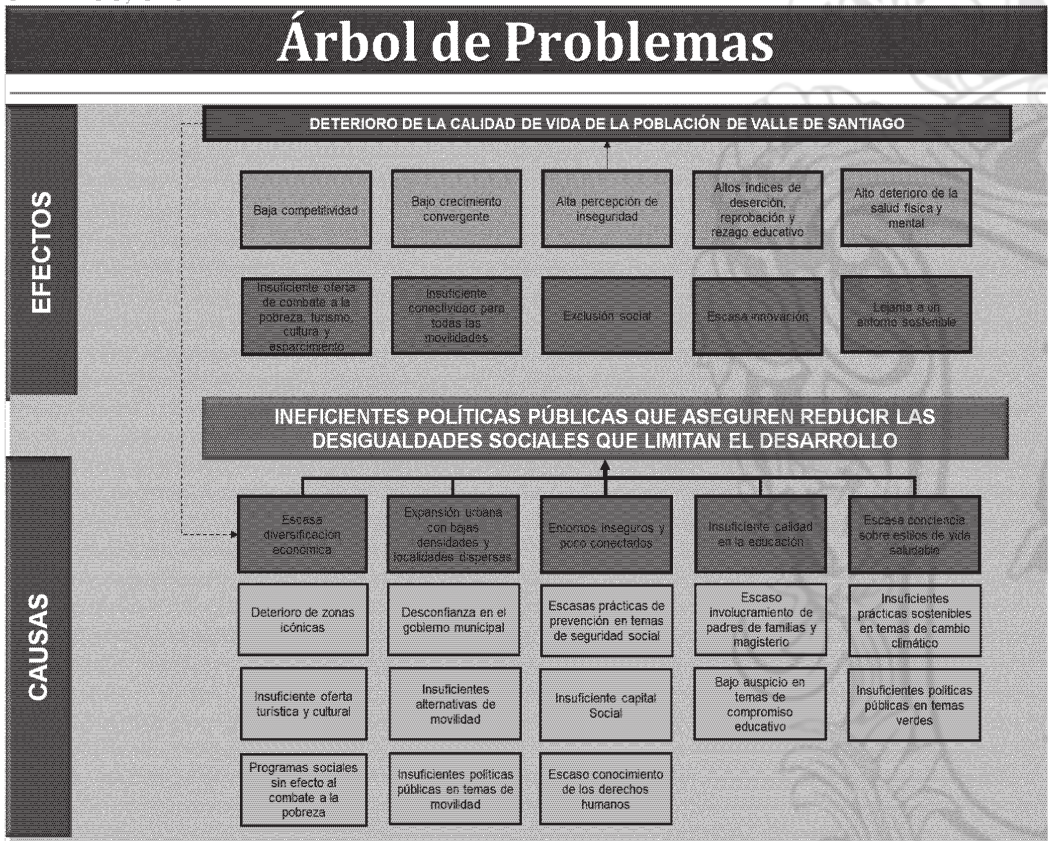 Árbol de Problemas
EFECTOS
DETERIORO DE LA CALIDAD DE VIDA DE LA POBLACIÓN DE VALLE DE SANTIAGO
Baja competitividad
Bajo crecimiento
convergente
Alta percepción de
inseguridad
Altos índices de
deserción,
reprobación y
rezago educativo
Alto deterioro de la
salud física y
mental
Insuficiente oferta
de combate a la
pobreza, turismo,
cultura y
esparcimiento
Insuficiente
conectividad para
todas las
movilidades
Exclusión social
Escasa innovación
Lejanía a un
entorno sostenible
INEFICIENTES POLÍTICAS PÚBLICAS QUE ASEGUREN REDUCIR LAS
DESIGUALDADES SOCIALES QUE LIMITAN EL DESARROLLO
CAUSAS
Escasa
diversificación
económica
Expansión urbana
con bajas
densidades y
localidades dispersas
Entornos inseguros y
poco conectados
Insuficiente calidad
en la educación
Escasa conciencia
sobre estilos de vida
saludable
Deterioro de zonas
icónicas
Desconfianza en el
gobierno municipal
Escasas prácticas de
prevención en temas
de seguridad social
Escaso
involucramiento de
padres de familias y
magisterio
Insuficientes
prácticas sostenibles
en temas de cambio
climático
Insuficiente oferta
turística y cultural
Insuficientes
alternativas de
movilidad
Insuficiente capital
Social
Bajo auspicio en
temas de
compromiso
educativo
Insuficientes políticas
públicas en temas
verdes
Programas sociales
sin efecto al
combate a la
pobreza
Insuficientes políticas
públicas en temas de
movilidad
Escaso conocimiento
de los derechos
humanos